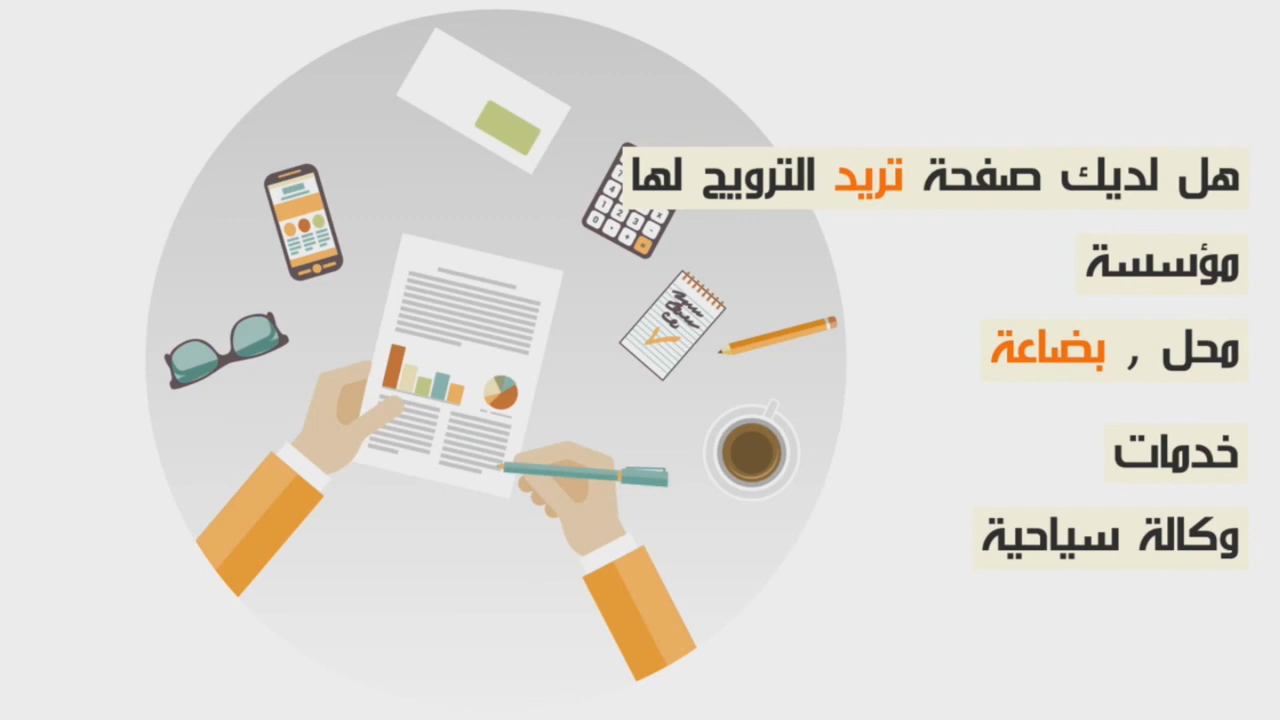 هل لديك صفحة تريد الترويج لها
مؤسسة
محل , بضاعة
خدمات
وكالة سياحية